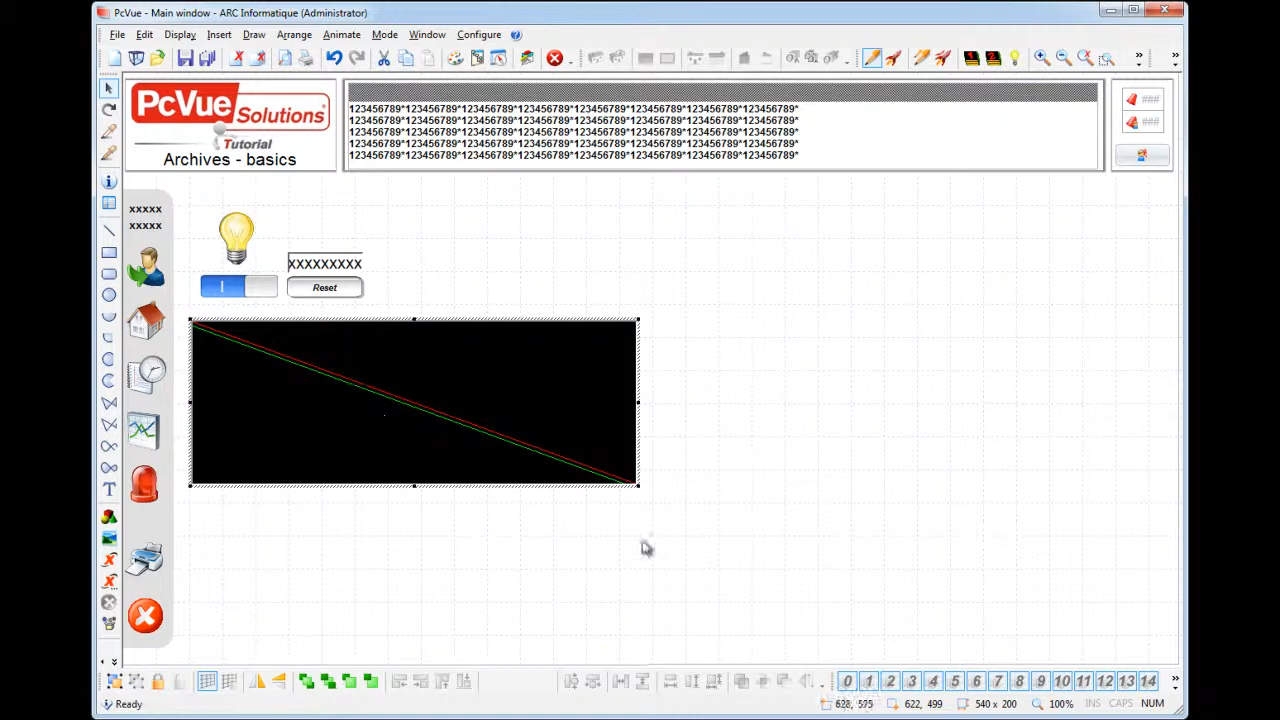 PcVue - Main window - ARC Informatique (Administrator)
File Edit Display Insert Draw Arrange Animate Mode Window Configure
PcVue Solutions
Tutorial
Archives - basics
123456789*123456789*123456789*123456789*123456789*123456789*123456789*123456789*
123456789*123456789*123456789*123456789*123456789*123456789*123456789*123456789*
123456789*123456789*123456789*123456789*123456789*123456789*123456789*123456789*
123456789*123456789*123456789*123456789*123456789*123456789*123456789*123456789*
123456789*123456789*123456789*123456789*123456789*123456789*123456789*123456789*
###
###
xxxxx
xxxxx
XXXXXXXXX
I
Reset
0 1 2 3 4 5 6 7 8 9 10 11 12 13 14
Ready 628, 595 622, 499 540 x 200 100% INS CAPS NUM